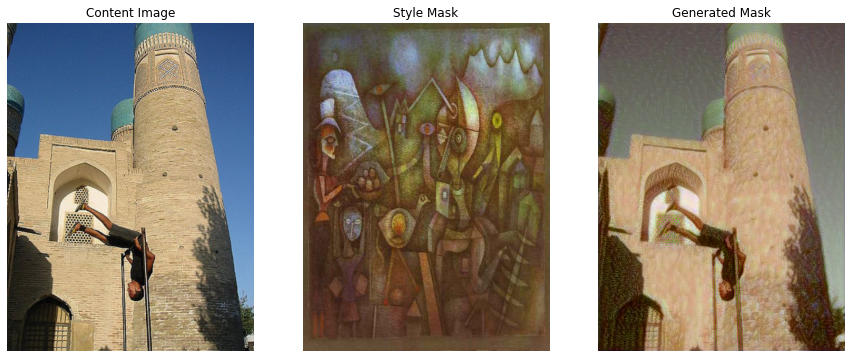 Content Image
Style Mask
Generated Mask